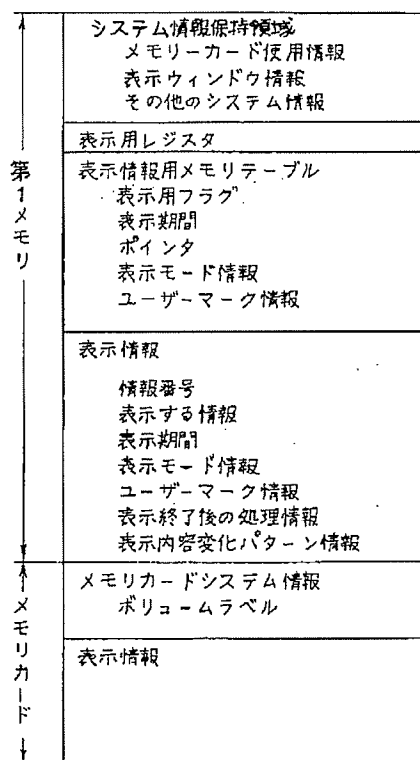 システム情報保持領域
メモリーカード使用情報
表示ウィンドウ情報
その他のシステム情報
表示用レジスタ
第1メモリ
表示情報用メモリテーブル
表示用フラグ
表示期間
ポインタ
表示モード情報
ユーザーマーク情報
表示情報
情報番号
表示する情報
表示期間
表示モード情報
ユーザーマーク情報
表示終了後の処理情報
表示内容変化パターン情報
メモリカード
メモリカードシステム情報
ボリュームラベル
表示情報